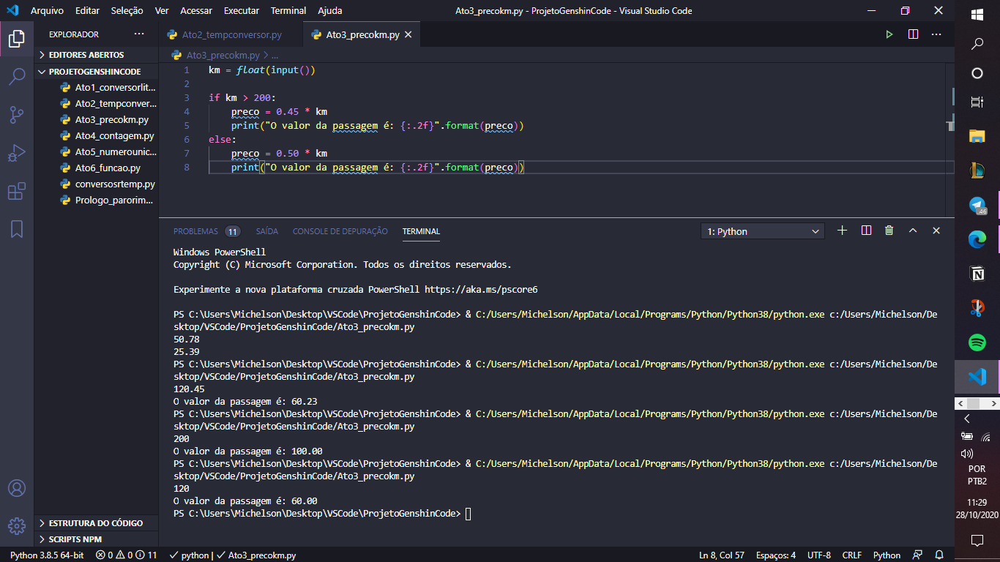 Arquivo Editar Seleção Ver Acessar Executar Terminal Ajuda Ato3_precokm.py - ProjetoGenshinCode - Visual Studio Code
EXPLORADOR
EDITORES ABERTOS
PROJETOGENSHINCODE
Ato1_conversorlit...
Ato2_tempconver...
Ato3_precokm.py
Ato4_contagem.py
Ato5_numerounic...
Ato6_funcao.py
conversosrtemp.py
Prologo_parorim...
ESTRUTURA DO CÓDIGO
SCRIPTS NPM
Ato2_tempconversor.py Ato3_precokm.py
Ato3_precokm.py > ...
1 km = float(input())
2
3 if km > 200:
4 preco = 0.45 * km
5 print("O valor da passagem é: {:.2f}".format(preco))
6 else:
7 preco = 0.50 * km
8 print("O valor da passagem é: {:.2f}".format(preco))
PROBLEMAS 11 SAÍDA CONSOLE DE DEPURAÇÃO TERMINAL 1: Python
Windows PowerShell
Copyright (C) Microsoft Corporation. Todos os direitos reservados.
Experimente a nova plataforma cruzada PowerShell https://aka.ms/pscore6
PS C:\Users\Michelson\Desktop\VSCode\ProjetoGenshinCode> & C:/Users/Michelson/AppData/Local/Programs/Python/Python38/python.exe c:/Users/Michelson/De
sktop/VSCode/ProjetoGenshinCode/Ato3_precokm.py
50.78
25.39
PS C:\Users\Michelson\Desktop\VSCode\ProjetoGenshinCode> & C:/Users/Michelson/AppData/Local/Programs/Python/Python38/python.exe c:/Users/Michelson/De
sktop/VSCode/ProjetoGenshinCode/Ato3_precokm.py
120.45
O valor da passagem é: 60.23
PS C:\Users\Michelson\Desktop\VSCode\ProjetoGenshinCode> & C:/Users/Michelson/AppData/Local/Programs/Python/Python38/python.exe c:/Users/Michelson/De
sktop/VSCode/ProjetoGenshinCode/Ato3_precokm.py
200
O valor da passagem é: 100.00
PS C:\Users\Michelson\Desktop\VSCode\ProjetoGenshinCode> & C:/Users/Michelson/AppData/Local/Programs/Python/Python38/python.exe c:/Users/Michelson/De
sktop/VSCode/ProjetoGenshinCode/Ato3_precokm.py
120
O valor da passagem é: 60.00
PS C:\Users\Michelson\Desktop\VSCode\ProjetoGenshinCode>
Python 3.8.5 64-bit 0 0 11 python | Ato3_precokm.py Ln 8, Col 57 Espaços: 4 UTF-8 CRLF Python
.46
POR
PTB2
11:29
28/10/2020